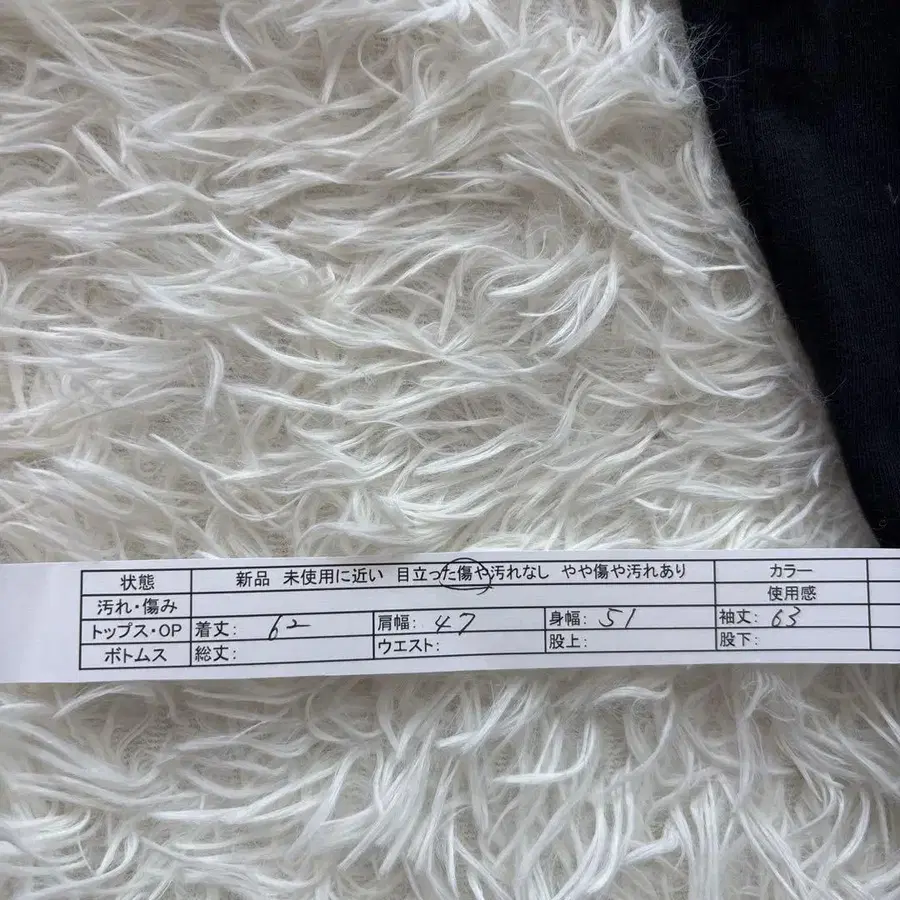 状態 新品 未使用に近い 目立った傷や汚れなし やや傷や汚れあり カラー
汚れ・傷み 使用感
トップス・OP 着丈: 62 肩幅: 47 身幅: 51 袖丈: 63
ボトムス 総丈: ウエスト: 股上: 股下: